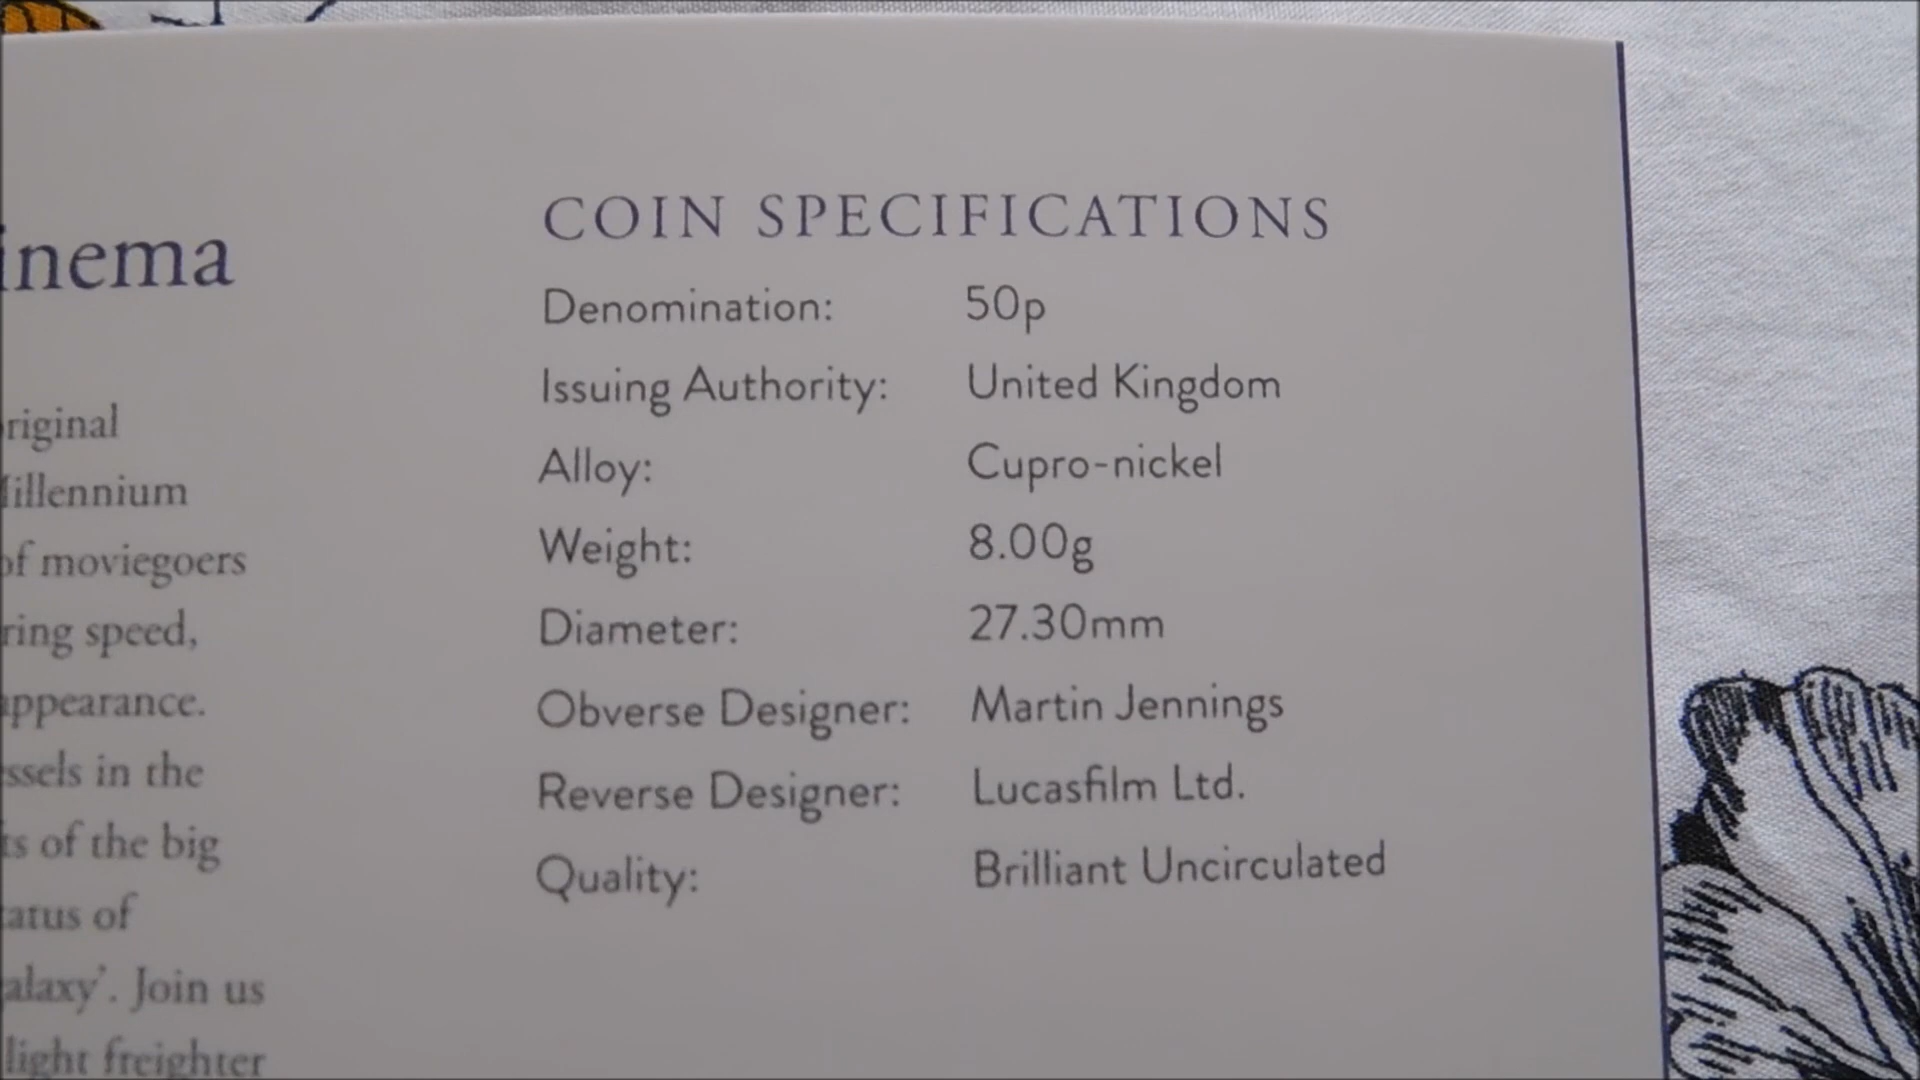 inema
riginal
illennium
of moviegoers
ring speed,
appearance.
ssels in the
ts of the big
atus of
alaxy'. Join us
light freighter
COIN SPECIFICATIONS
Denomination: 50p
Issuing Authority: United Kingdom
Alloy: Cupro-nickel
Weight: 8.00g
Diameter: 27.30mm
Obverse Designer: Martin Jennings
Reverse Designer: Lucasfilm Ltd.
Quality: Brilliant Uncirculated